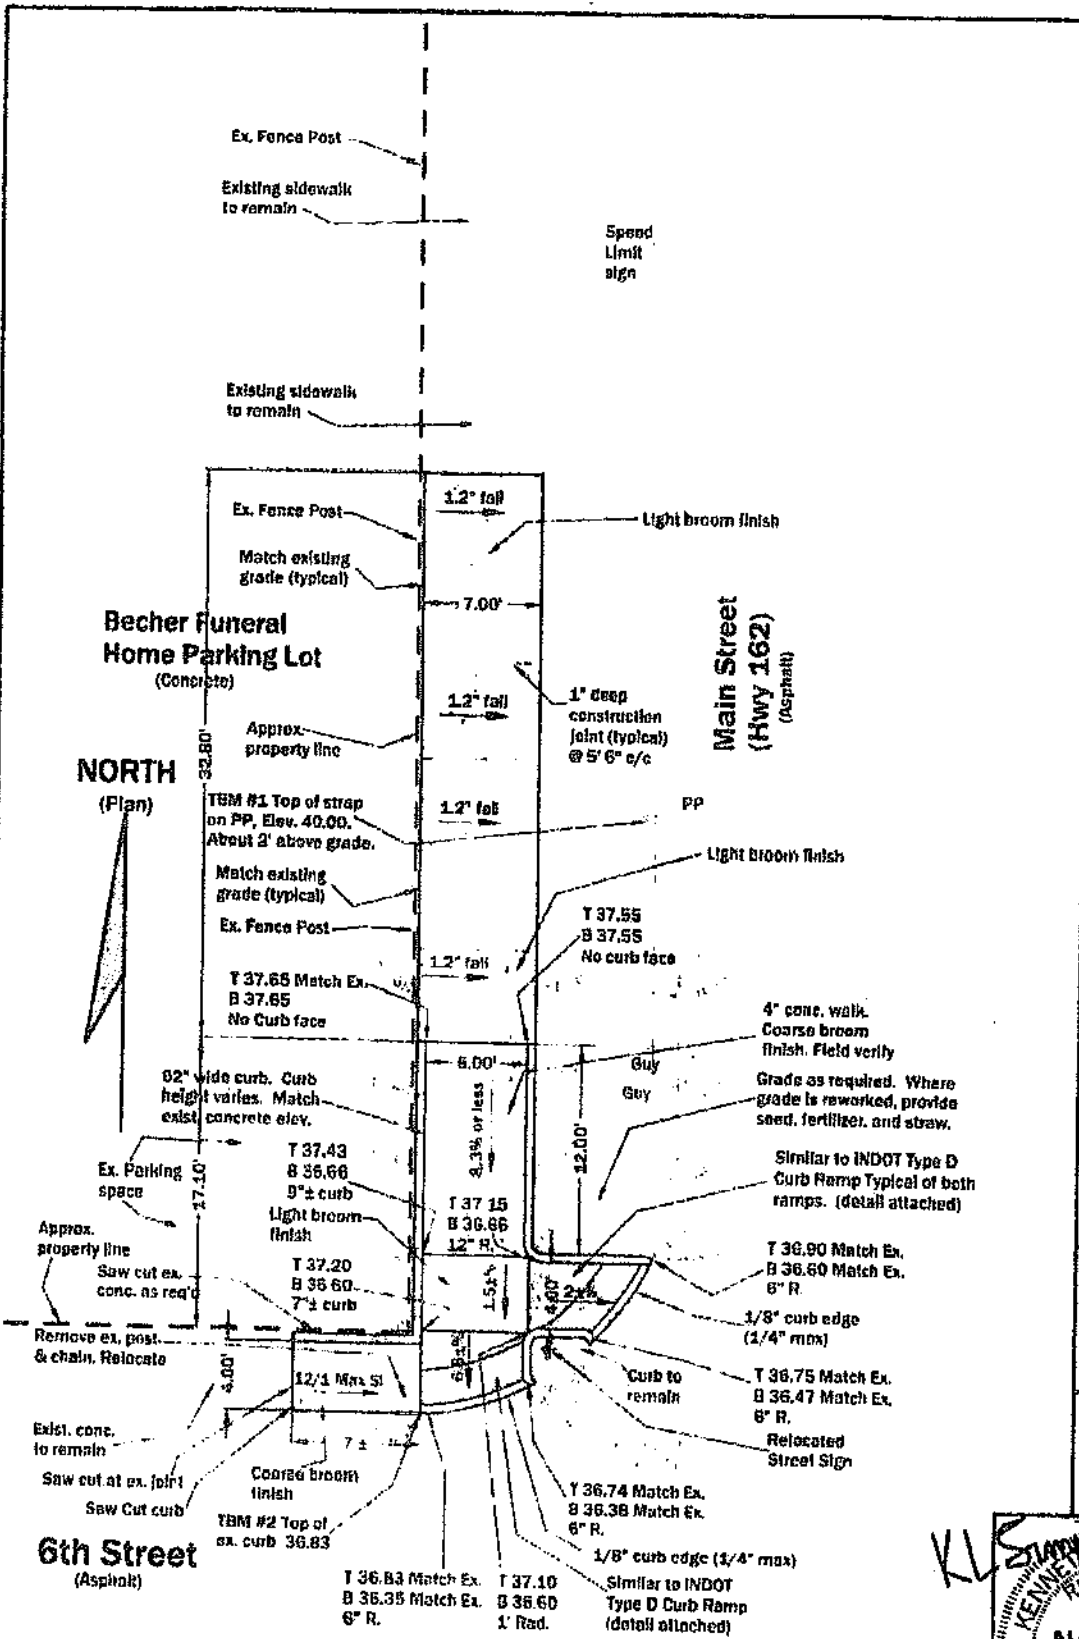 Ex. Fence Post
Existing sidewalk
to remain
Speed
Limit
sign
Existing sidewalk
to remain
1.2" fall
Ex. Fence Post
Light broom finish
Match existing
grade (typical)
7.00'
Becher Funeral
Home Parking Lot
(Concrete)
Main Street
(Hwy 162)
(Asphalt)
1.2" fall
1" deep
construction
joint (typical)
@ 5' 6" c/c
Approx.
property line
32.80'
NORTH
(Plan)
TBM #1 Top of strap
on PP, Elev. 40.00.
About 2' above grade.
1.2" fall
PP
Light broom finish
Match existing
grade (typical)
Ex. Fence Post
T 37.55
B 37.55
No curb face
1.2" fall
T 37.65 Match Ex.
B 37.65
No Curb face
4" conc. walk.
Coarse broom
finish. Field verify
6.00'
Guy
Guy
wide curb. Curb
height varies. Match
exist. concrete elev.
8.3% or less
12.00'
Grade as required. Where
grade is reworked, provide
seed, fertilizer, and straw.
Ex. Parking
space
17.10'
T 37.43
B 36.66
9"± curb
Similar to INDOT Type D
Curb Ramp Typical of both
ramps. (detail attached)
Light broom
finish
T 37 15
B 36.66
12" R.
Approx.
property line
Saw cut ex.
conc. as req'd
T 37.20
B 36 60
7"± curb
1.5±%
4.00'
T 36.90 Match Ex.
B 36.60 Match Ex.
6" R.
1/8" curb edge
(1/4" max)
Remove ex. post
& chain. Relocate
4.00'
12/1 Max Sl
Curb to
remain
T 36.75 Match Ex.
B 36.47 Match Ex.
6" R.
Relocated
Street Sign
Exist. conc.
to remain
7 ±
Saw cut at ex. joint
Coarse broom
finish
Saw Cut curb
T 36.74 Match Ex.
B 36.38 Match Ex.
6" R.
TBM #2 Top of
ex. curb 36.83
6th Street
(Asphalt)
1/8" curb edge (1/4" max)
T 36.83 Match Ex.
B 36.35 Match Ex.
6" R.
T 37.10
B 36.60
1' Rad.
Similar to INDOT
Type D Curb Ramp
(detail attached)
KL